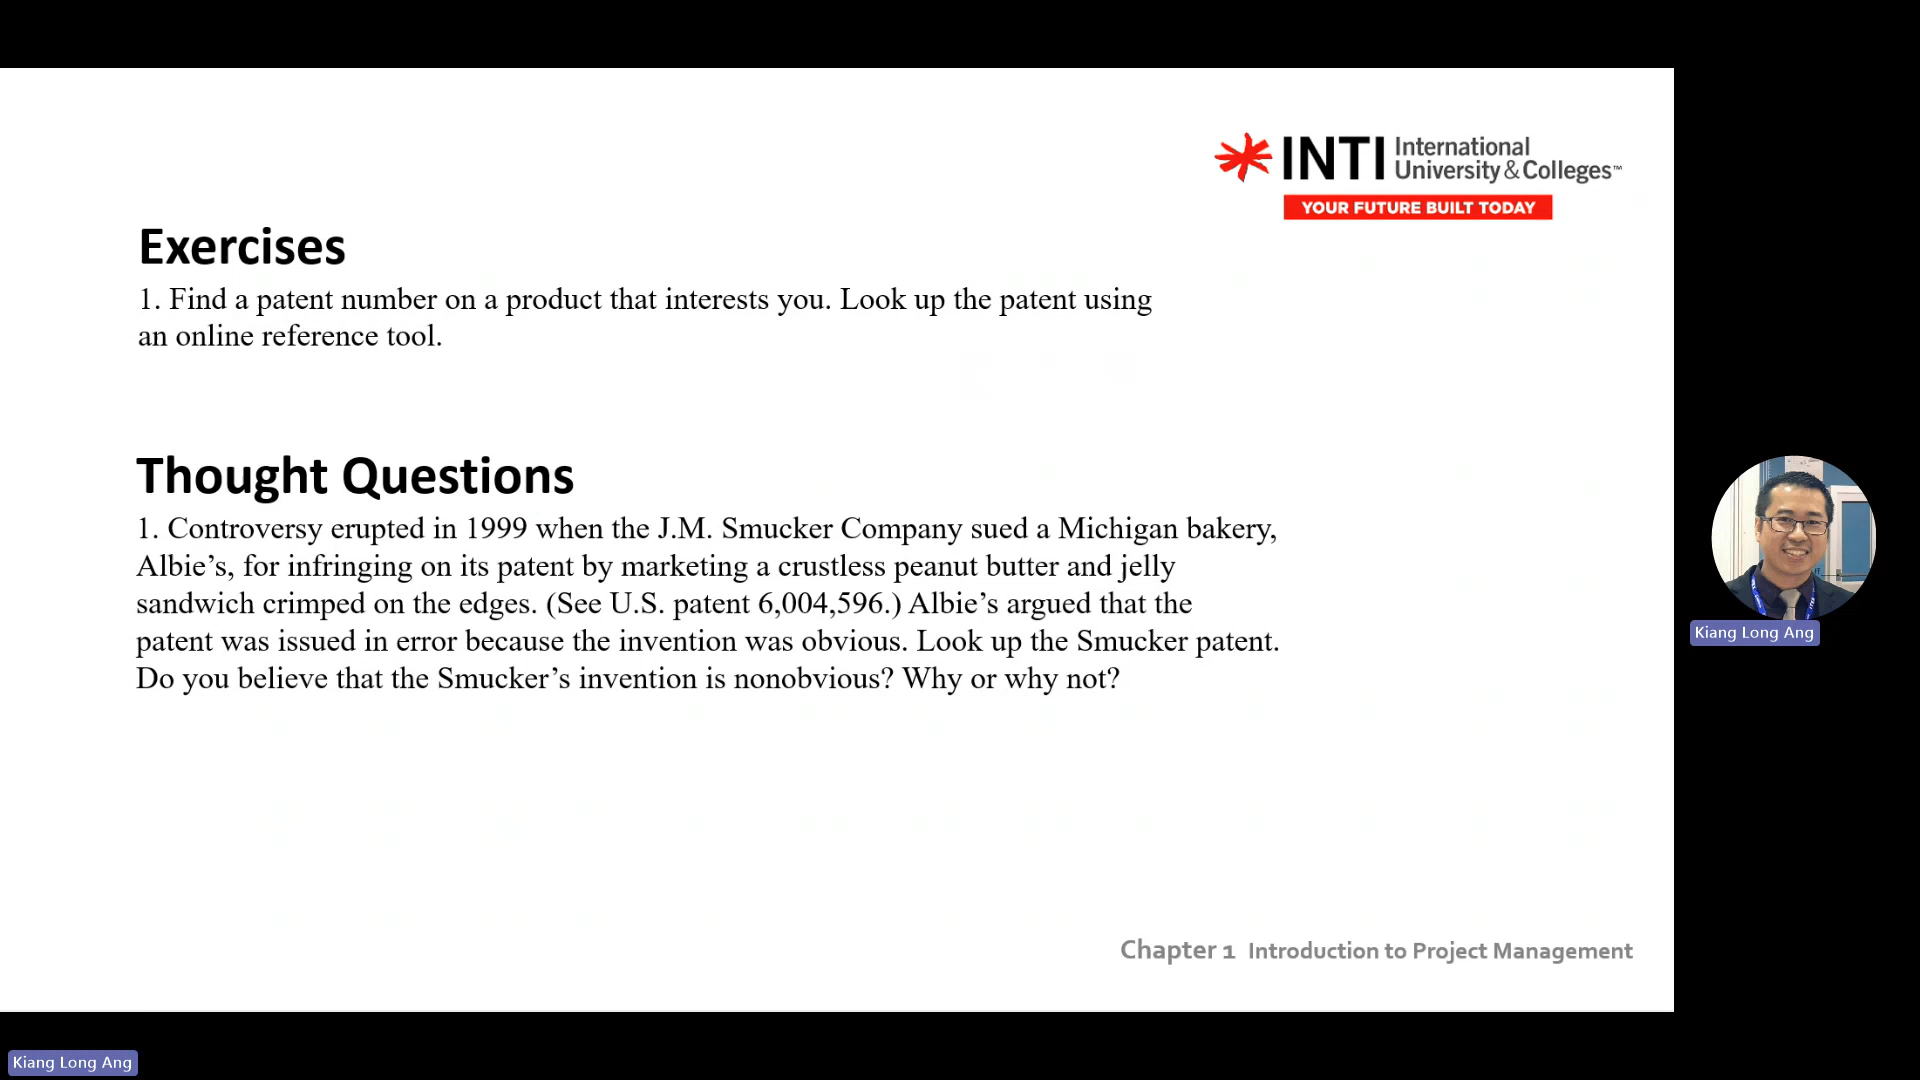 INTI International
University & Colleges™
YOUR FUTURE BUILT TODAY
Exercises
1. Find a patent number on a product that interests you. Look up the patent using
an online reference tool.
Thought Questions
1. Controversy erupted in 1999 when the J.M. Smucker Company sued a Michigan bakery,
Albie’s, for infringing on its patent by marketing a crustless peanut butter and jelly
sandwich crimped on the edges. (See U.S. patent 6,004,596.) Albie’s argued that the
patent was issued in error because the invention was obvious. Look up the Smucker patent.
Do you believe that the Smucker’s invention is nonobvious? Why or why not?
Kiang Long Ang
Chapter 1 Introduction to Project Management
Kiang Long Ang